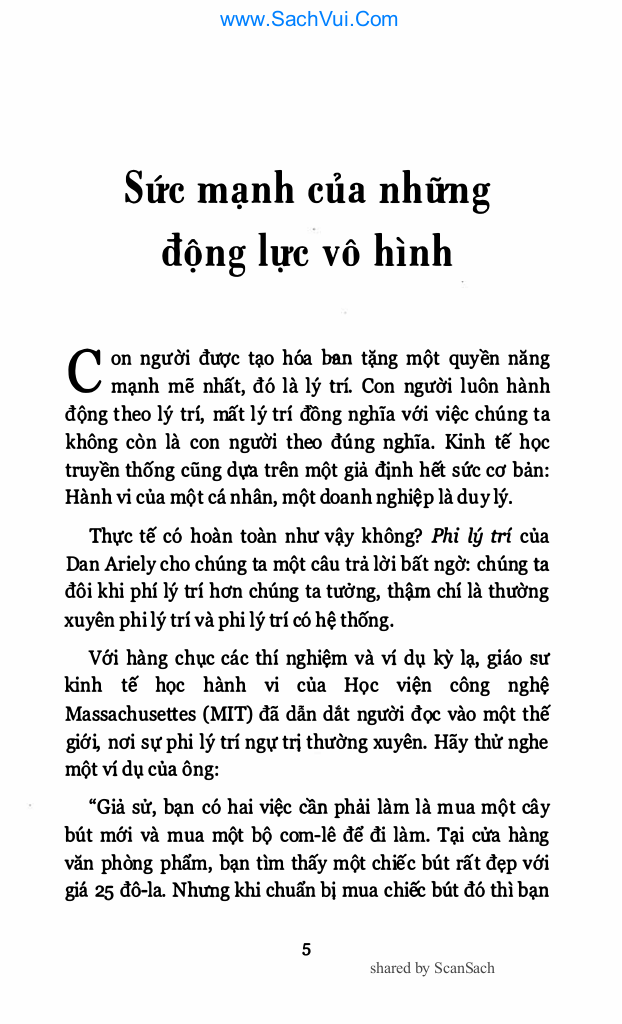 www.SachVui.Com
Sức mạnh của những
động lực vô hình
Con người được tạo hóa ban tặng một quyền năng
mạnh mẽ nhất, đó là lý trí. Con người luôn hành
động theo lý trí, mất lý trí đồng nghĩa với việc chúng ta
không còn là con người theo đúng nghĩa. Kinh tế học
truyền thống cũng dựa trên một giả định hết sức cơ bản:
Hành vi của một cá nhân, một doanh nghiệp là duy lý.
Thực tế có hoàn toàn như vậy không? Phi lý trí của
Dan Ariely cho chúng ta một câu trả lời bất ngờ: chúng ta
đôi khi phí lý trí hơn chúng ta tưởng, thậm chí là thường
xuyên phi lý trí và phi lý trí có hệ thống.
Với hàng chục các thí nghiệm và ví dụ kỳ lạ, giáo sư
kinh tế học hành vi của Học viện công nghệ
Massachusettes (MIT) đã dẫn dắt người đọc vào một thế
giới, nơi sự phi lý trí ngự trị thường xuyên. Hãy thử nghe
một ví dụ của ông:
“Giả sử, bạn có hai việc cần phải làm là mua một cây
bút mới và mua một bộ com-lê để đi làm. Tại cửa hàng
văn phòng phẩm, bạn tìm thấy một chiếc bút rất đẹp với
giá 25 đô-la. Nhưng khi chuẩn bị mua chiếc bút đó thì bạn
5
shared by ScanSach